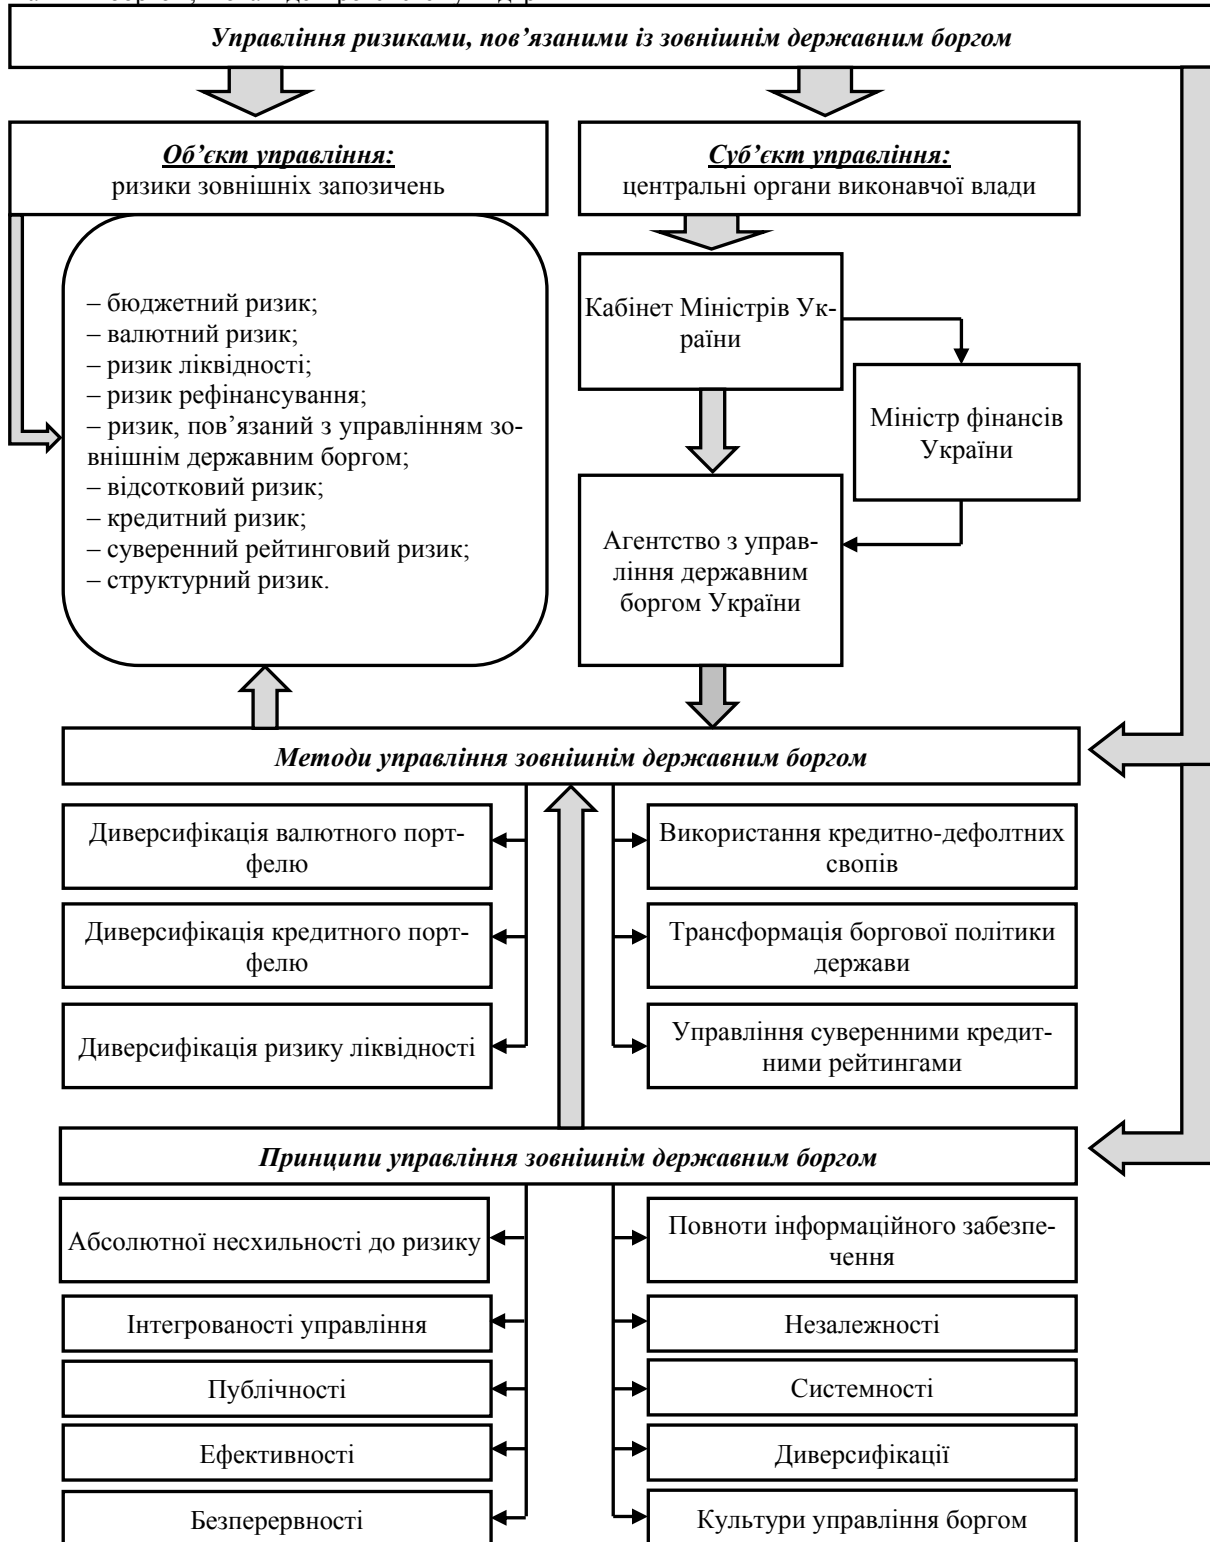 Управління ризиками, пов’язаними із зовнішнім державним боргом
Об’єкт управління:
ризики зовнішніх запозичень
Суб’єкт управління:
центральні органи виконавчої влади
– бюджетний ризик;
– валютний ризик;
– ризик ліквідності;
– ризик рефінансування;
– ризик, пов’язаний з управлінням зо-
внішнім державним боргом;
– відсотковий ризик;
– кредитний ризик;
– суверенний рейтинговий ризик;
– структурний ризик.
Кабінет Міністрів Ук-
раїни
Міністр фінансів
України
Агентство з управ-
ління державним
боргом України
Методи управління зовнішнім державним боргом
Диверсифікація валютного порт-
фелю
Використання кредитно-дефолтних
свопів
Диверсифікація кредитного порт-
фелю
Трансформація боргової політики
держави
Диверсифікація ризику ліквідності
Управління суверенними кредит-
ними рейтингами
Принципи управління зовнішнім державним боргом
Абсолютної несхильності до ризику
Повноти інформаційного забезпе-
чення
Інтегрованості управління
Незалежності
Публічності
Системності
Ефективності
Диверсифікації
Безперервності
Культури управління боргом